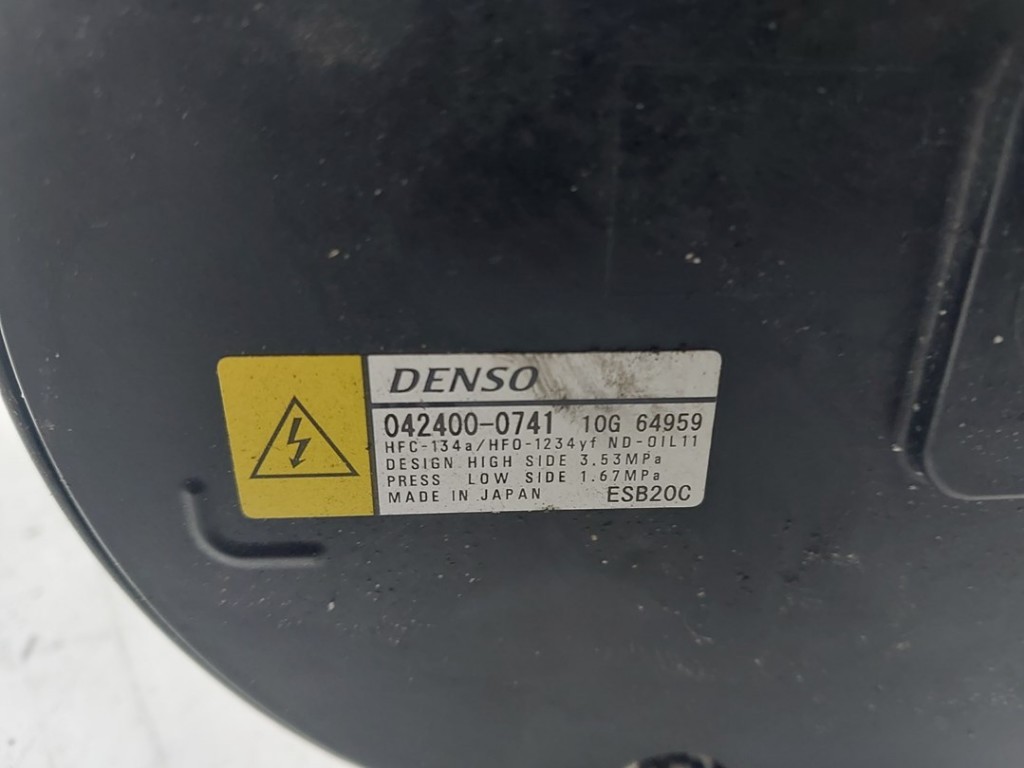 DENSO
042400-0741 10G 64959
HFC-134a/HFO-1234yf ND-OIL11
DESIGN HIGH SIDE 3.53MPa
PRESS LOW SIDE 1.67MPa
MADE IN JAPAN ESB20C